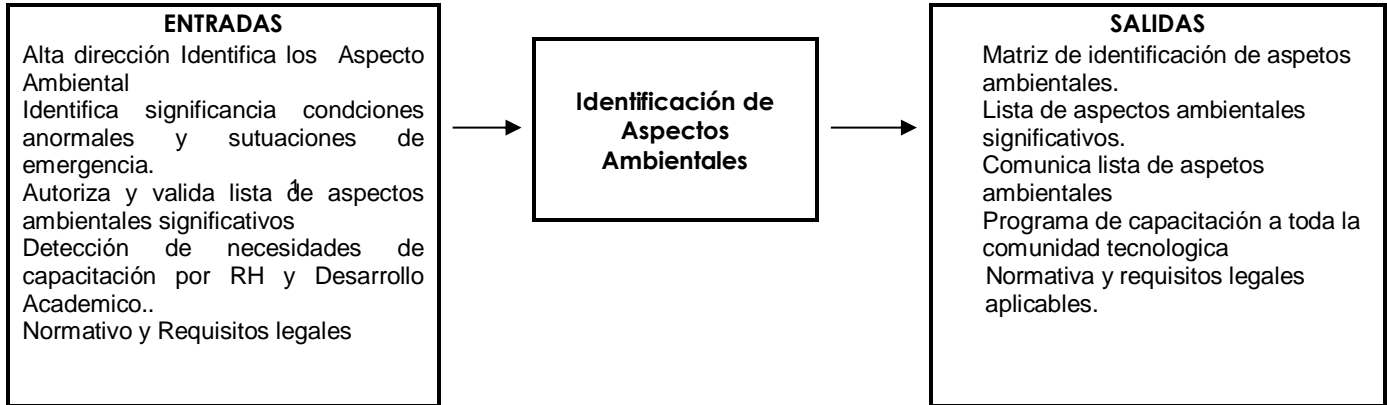 ENTRADAS
Alta dirección Identifica los Aspecto
Ambiental
Identifica significancia condciones
anormales y sutuaciones de
emergencia.
Autoriza y valida lista de aspectos
ambientales significativos
Detección de necesidades de
capacitación por RH y Desarrollo
Academico..
Normativo y Requisitos legales
1
Identificación de
Aspectos
Ambientales
SALIDAS
Matriz de identificación de aspetos
ambientales.
Lista de aspectos ambientales
significativos.
Comunica lista de aspetos
ambientales
Programa de capacitación a toda la
comunidad tecnologica
Normativa y requisitos legales
aplicables.